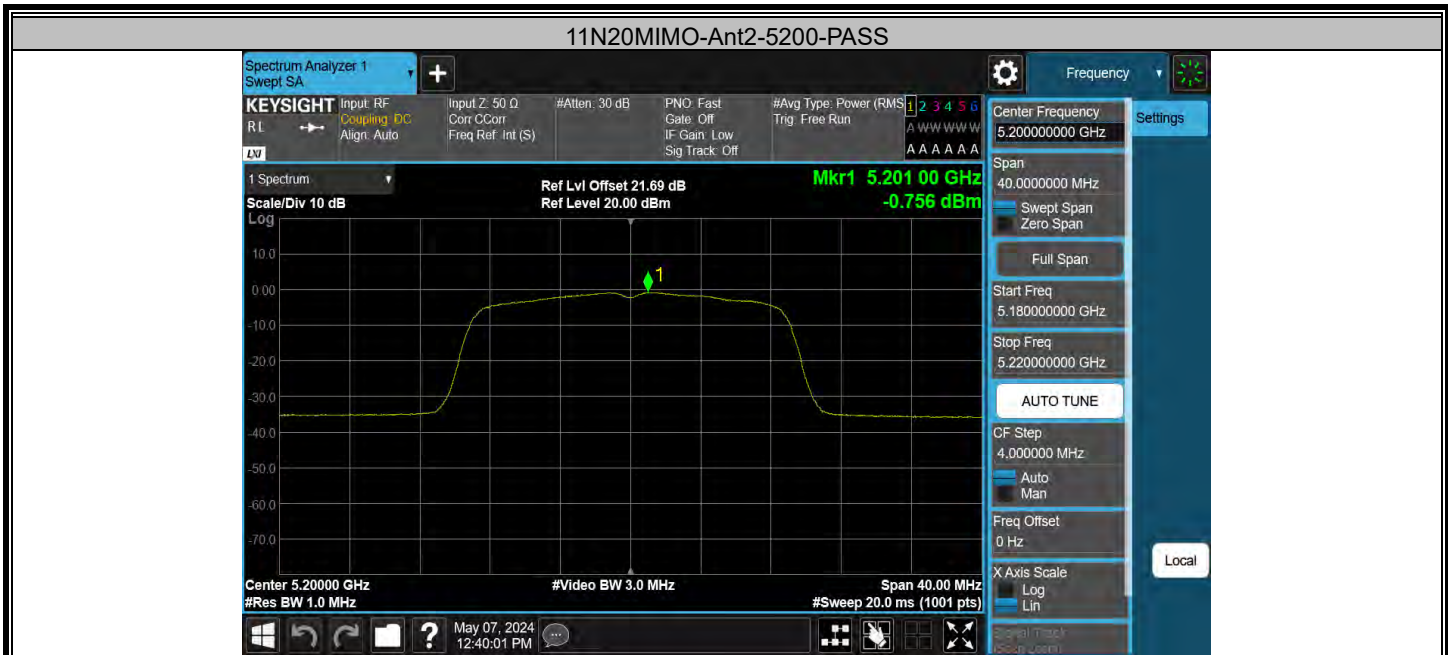 11N20MIMO-Ant2-5200-PASS
Spectrum Analyzer 1
Swept SA
+
Frequency
KEYSIGHT
RL
LXI
Input: RF
Coupling: DC
Align: Auto
Input Z: 50 Ω
Corr CCorr
Freq Ref: Int (S)
#Atten: 30 dB
PNO: Fast
Gate: Off
IF Gain: Low
Sig Track: Off
#Avg Type: Power (RMS
Trig: Free Run
1 2 3 4 5 6
A W W W W W
A A A A A A
1 Spectrum
Scale/Div 10 dB
Log
Ref Lvl Offset 21.69 dB
Ref Level 20.00 dBm
Mkr1 5.201 00 GHz
-0.756 dBm
10.0
0.00
-10.0
-20.0
-30.0
-40.0
-50.0
-60.0
-70.0
1
Center 5.20000 GHz
#Res BW 1.0 MHz
#Video BW 3.0 MHz
Span 40.00 MHz
#Sweep 20.0 ms (1001 pts)
Center Frequency
5.200000000 GHz
Settings
Span
40.0000000 MHz
Swept Span
Zero Span
Full Span
Start Freq
5.180000000 GHz
Stop Freq
5.220000000 GHz
AUTO TUNE
CF Step
4.000000 MHz
Auto
Man
Freq Offset
0 Hz
X Axis Scale
Log
Lin
Signal Track
(Span Zoom)
Local
?
May 07, 2024
12:40:01 PM